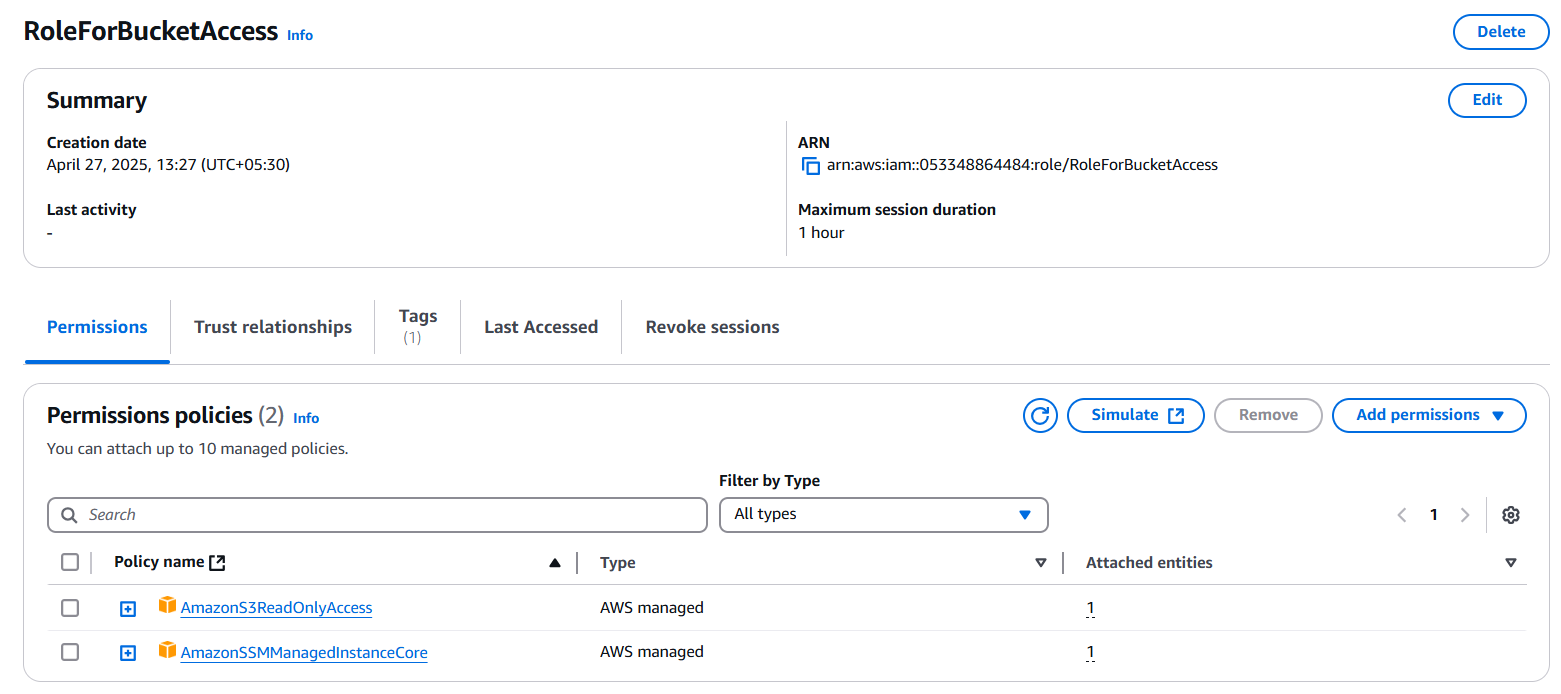 RoleForBucketAccess Info
Delete
Summary
Edit
Creation date
April 27, 2025, 13:27 (UTC+05:30)
ARN
arn:aws:iam::053348864484:role/RoleForBucketAccess
Last activity
-
Maximum session duration
1 hour
Permissions
Trust relationships
Tags
(1)
Last Accessed
Revoke sessions
Permissions policies (2) Info
Simulate
Remove
Add permissions
You can attach up to 10 managed policies.
Filter by Type
Search
All types
1
Policy name
Type
Attached entities
AmazonS3ReadOnlyAccess
AWS managed
1
AmazonSSMManagedInstanceCore
AWS managed
1